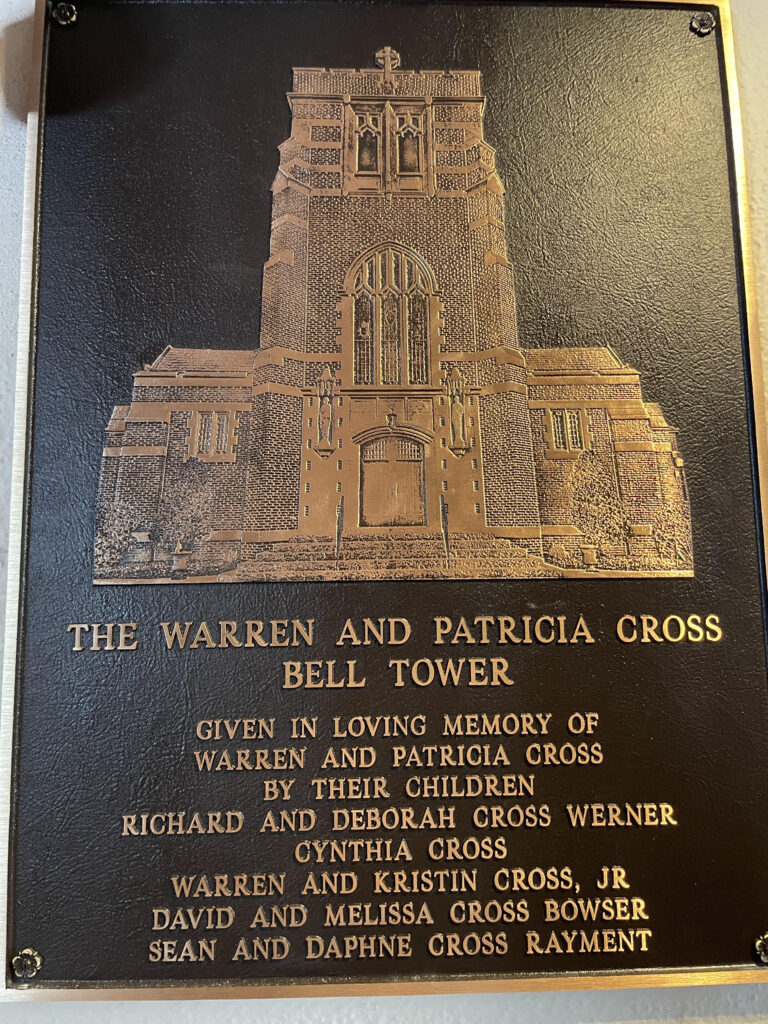 THE WARREN AND PATRICIA CROSS
BELL TOWER
GIVEN IN LOVING MEMORY OF
WARREN AND PATRICIA CROSS
BY THEIR CHILDREN
RICHARD AND DEBORAH CROSS WERNER
CYNTHIA CROSS
WARREN AND KRISTIN CROSS, JR
DAVID AND MELISSA CROSS BOWSER
SEAN AND DAPHNE CROSS RAYMENT